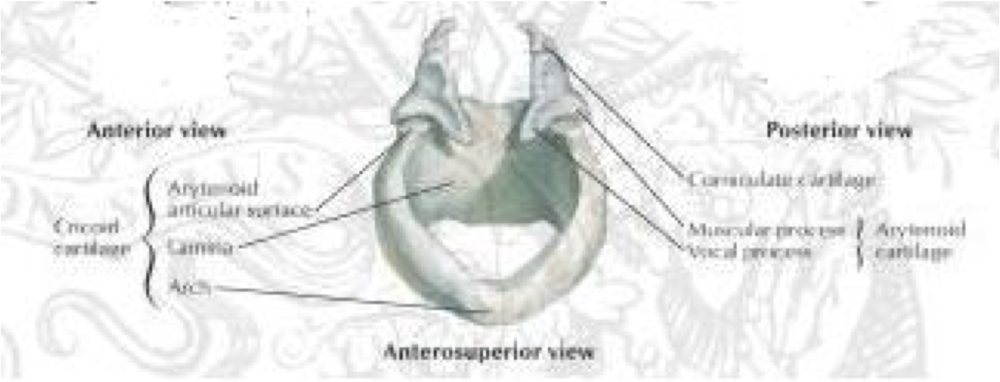 Anterior view
Posterior view
Arytenoid
articular surface
Cricoid
cartilage
Lamina
Arch
Corniculate cartilage
Muscular process
Vocal process
Arytenoid
cartilage
Anterosuperior view